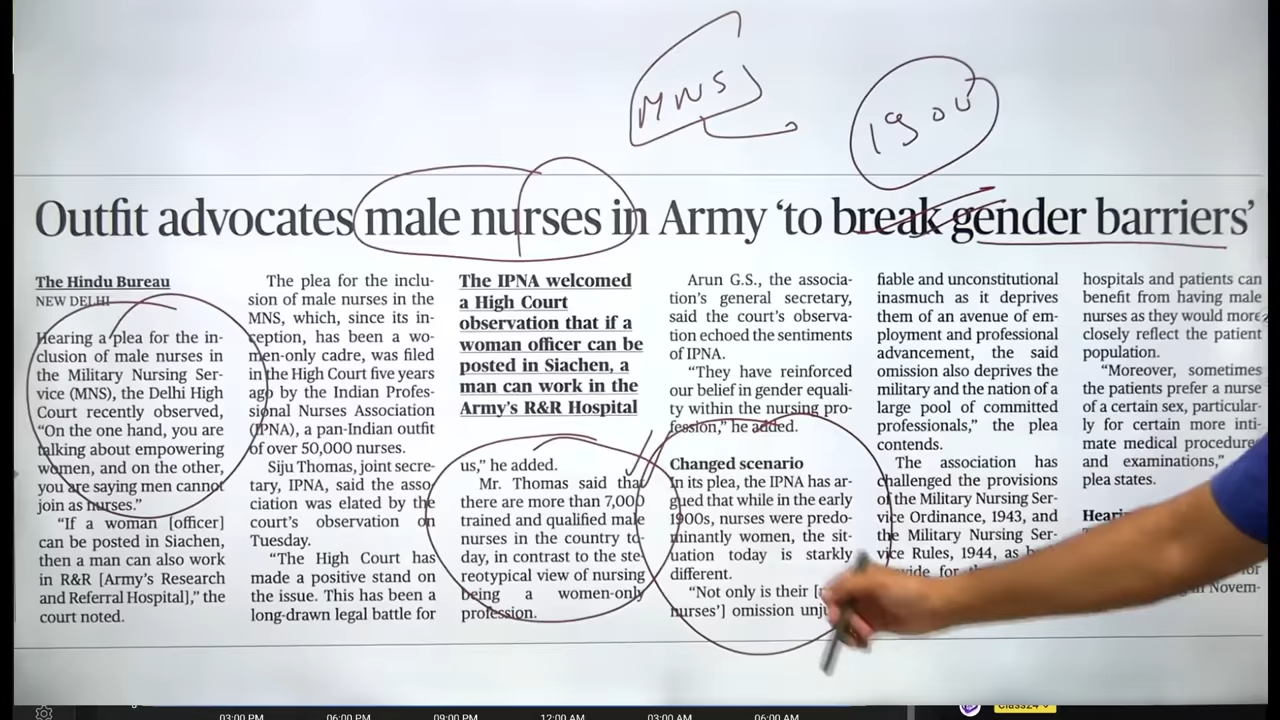 MNS
1900
Outfit advocates male nurses in Army ‘to break gender barriers’
The Hindu Bureau
NEW DELHI
Hearing a plea for the in-
clusion of male nurses in
the Military Nursing Ser-
vice (MNS), the Delhi High
Court recently observed,
“On the one hand, you are
talking about empowering
women, and on the other,
you are saying men cannot
join as nurses.”
“If a woman [officer]
can be posted in Siachen,
then a man can also work
in R&R [Army’s Research
and Referral Hospital],” the
court noted.
The plea for the inclu-
sion of male nurses in the
MNS, which, since its in-
ception, has been a wo-
men-only cadre, was filed
in the High Court five years
ago by the Indian Profes-
sional Nurses Association
(IPNA), a pan-Indian outfit
of over 50,000 nurses.
Siju Thomas, joint secre-
tary, IPNA, said the asso-
ciation was elated by the
court’s observation on
Tuesday.
“The High Court has
made a positive stand on
the issue. This has been a
long-drawn legal battle for
The IPNA welcomed
a High Court
observation that if a
woman officer can be
posted in Siachen, a
man can work in the
Army’s R&R Hospital
us,” he added.
Mr. Thomas said that
there are more than 7,000
trained and qualified male
nurses in the country to-
day, in contrast to the ste-
reotypical view of nursing
being a women-only
profession.
Arun G.S., the associa-
tion’s general secretary,
said the court’s observa-
tion echoed the sentiments
of IPNA.
“They have reinforced
our belief in gender equali-
ty within the nursing pro-
fession,” he added.
Changed scenario
In its plea, the IPNA has ar-
gued that while in the early
1900s, nurses were predo-
minantly women, the sit-
uation today is starkly
different.
“Not only is their
nurses’] omission
fiable and unconstitutional
inasmuch as it deprives
them of an avenue of em-
ployment and professional
advancement, the said
omission also deprives the
military and the nation of a
large pool of committed
professionals,” the plea
contends.
The association has
challenged the provisions
of the Military Nursing Ser-
vice Ordinance, 1943, and
the Military Nursing Ser-
vice Rules, 1944, as
for
hospitals and patients can
benefit from having male
nurses as they would more
closely reflect the patient
population.
“Moreover, sometimes
the patients prefer a nurse
of a certain sex, particular-
ly for certain more inti-
mate medical procedures
and examinations,”
plea states.
for
Novem-
03:00 PM 06:00 PM 09:00 PM 12:00 AM 03:00 AM 06:00 AM
Class24